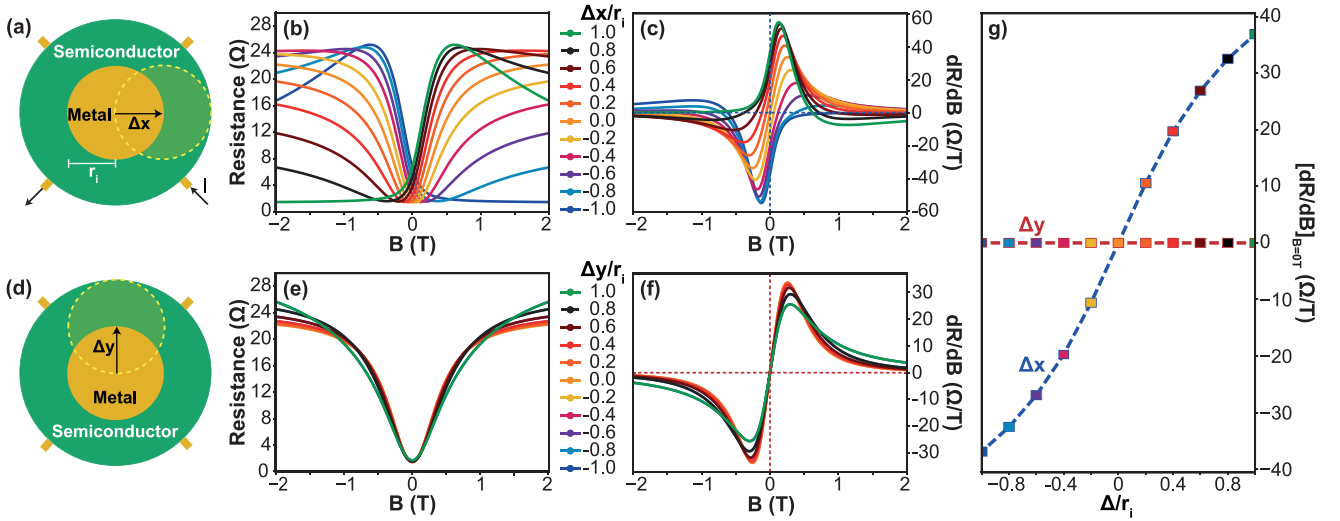 (a)
Semiconductor
Metal
Δx
r_i
I
(b)
Resistance (Ω)
28
24
20
16
12
8
4
0
−2
−1
0
1
2
B (T)
Δx/r_i
1.0
0.8
0.6
0.4
0.2
0.0
-0.2
-0.4
-0.6
-0.8
-1.0
(c)
60
40
20
0
20
40
60
dR/dB (Ω/T)
−2
−1
0
1
2
B (T)
(d)
Δy
Metal
Semiconductor
(e)
Resistance (Ω)
28
24
20
16
12
8
4
0
−2
−1
0
1
2
B (T)
Δy/r_i
1.0
0.8
0.6
0.4
0.2
0.0
-0.2
-0.4
-0.6
-0.8
-1.0
(f)
30
20
10
0
10
20
30
dR/dB (Ω/T)
−2
−1
0
1
2
B (T)
g)
Δy
Δx
40
30
20
10
0
−10
−20
−30
−40
[dR/dB]_B=0T (Ω/T)
-0.8
-0.4
0
0.4
0.8
Δ/r_i